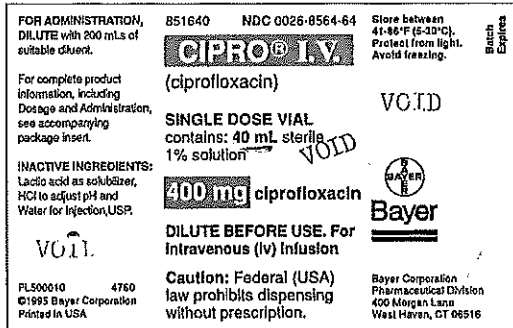 FOR ADMINISTRATION,
DILUTE with 200 mLs of
suitable diluent.
For complete product
information, including
Dosage and Administration,
see accompanying
package insert.
INACTIVE INGREDIENTS:
Lactic acid as solubilizer,
HCl to adjust pH and
Water for Injection, USP.
VOID
PL500010 4760
©1995 Bayer Corporation
Printed in USA
851640 NDC 0026-8564-64
CIPRO® I.V.
(ciprofloxacin)
SINGLE DOSE VIAL
contains: 40 mL sterile
1% solution
VOID
400 mg ciprofloxacin
DILUTE BEFORE USE. For
intravenous (iv) infusion
Caution: Federal (USA)
law prohibits dispensing
without prescription.
Store between
41-86°F (5-30°C).
Protect from light.
Avoid freezing.
Batch
Expires
VOID
BAYER
BAYER
Bayer
Bayer Corporation
Pharmaceutical Division
400 Morgan Lane
West Haven, CT 06516